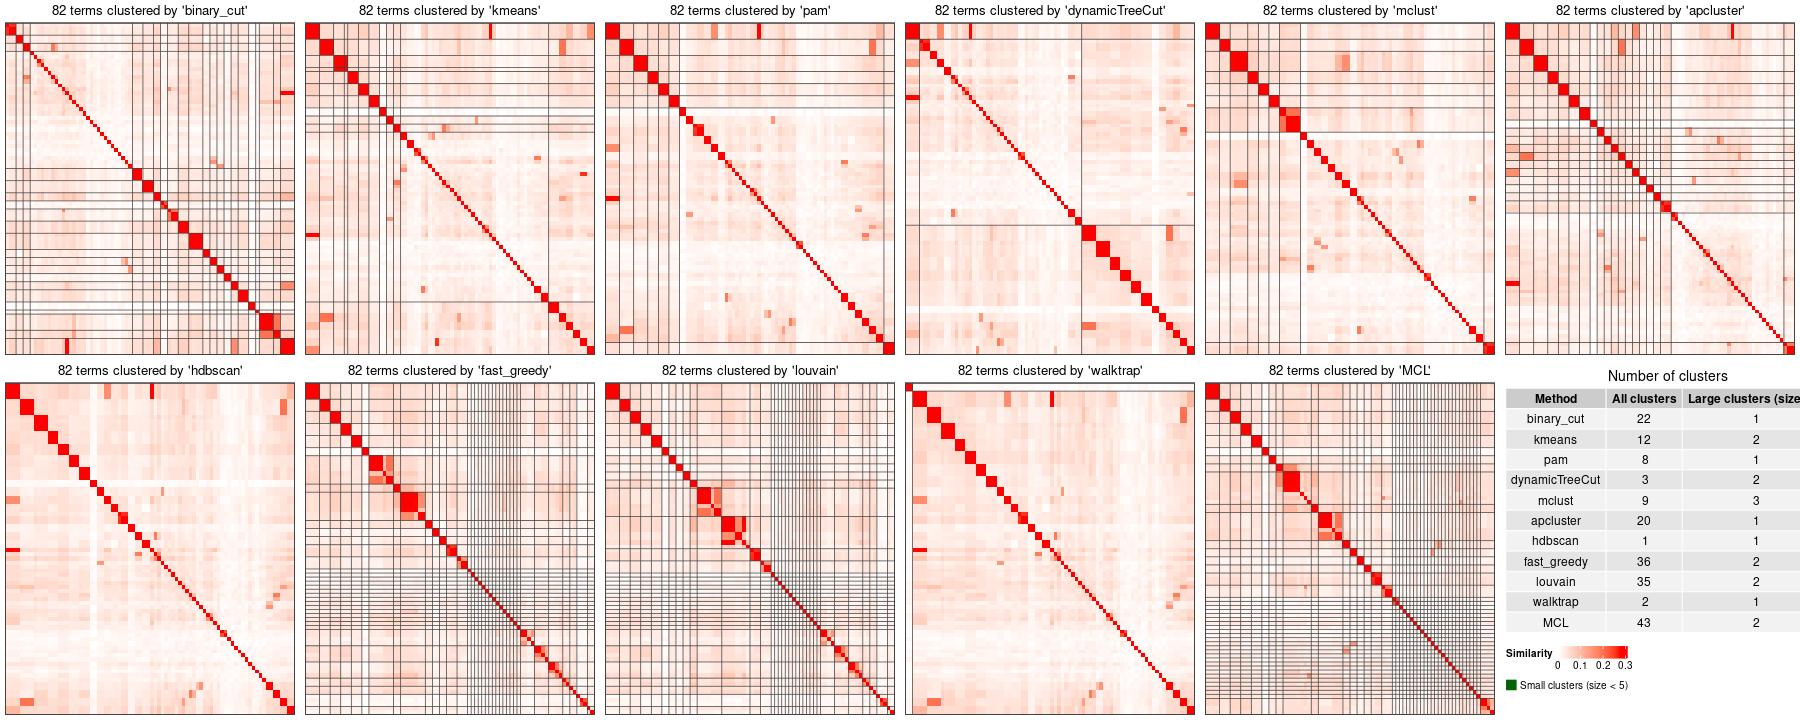 82 terms clustered by 'binary_cut'
82 terms clustered by 'kmeans'
82 terms clustered by 'pam'
82 terms clustered by 'dynamicTreeCut'
82 terms clustered by 'mclust'
82 terms clustered by 'apcluster'
82 terms clustered by 'hdbscan'
82 terms clustered by 'fast_greedy'
82 terms clustered by 'louvain'
82 terms clustered by 'walktrap'
82 terms clustered by 'MCL'
Number of clusters
Method All clusters Large clusters (size
binary_cut 22 1
kmeans 12 2
pam 8 1
dynamicTreeCut 3 2
mclust 9 3
apcluster 20 1
hdbscan 1 1
fast_greedy 36 2
louvain 35 2
walktrap 2 1
MCL 43 2
Similarity
0 0.1 0.2 0.3
Small clusters (size < 5)